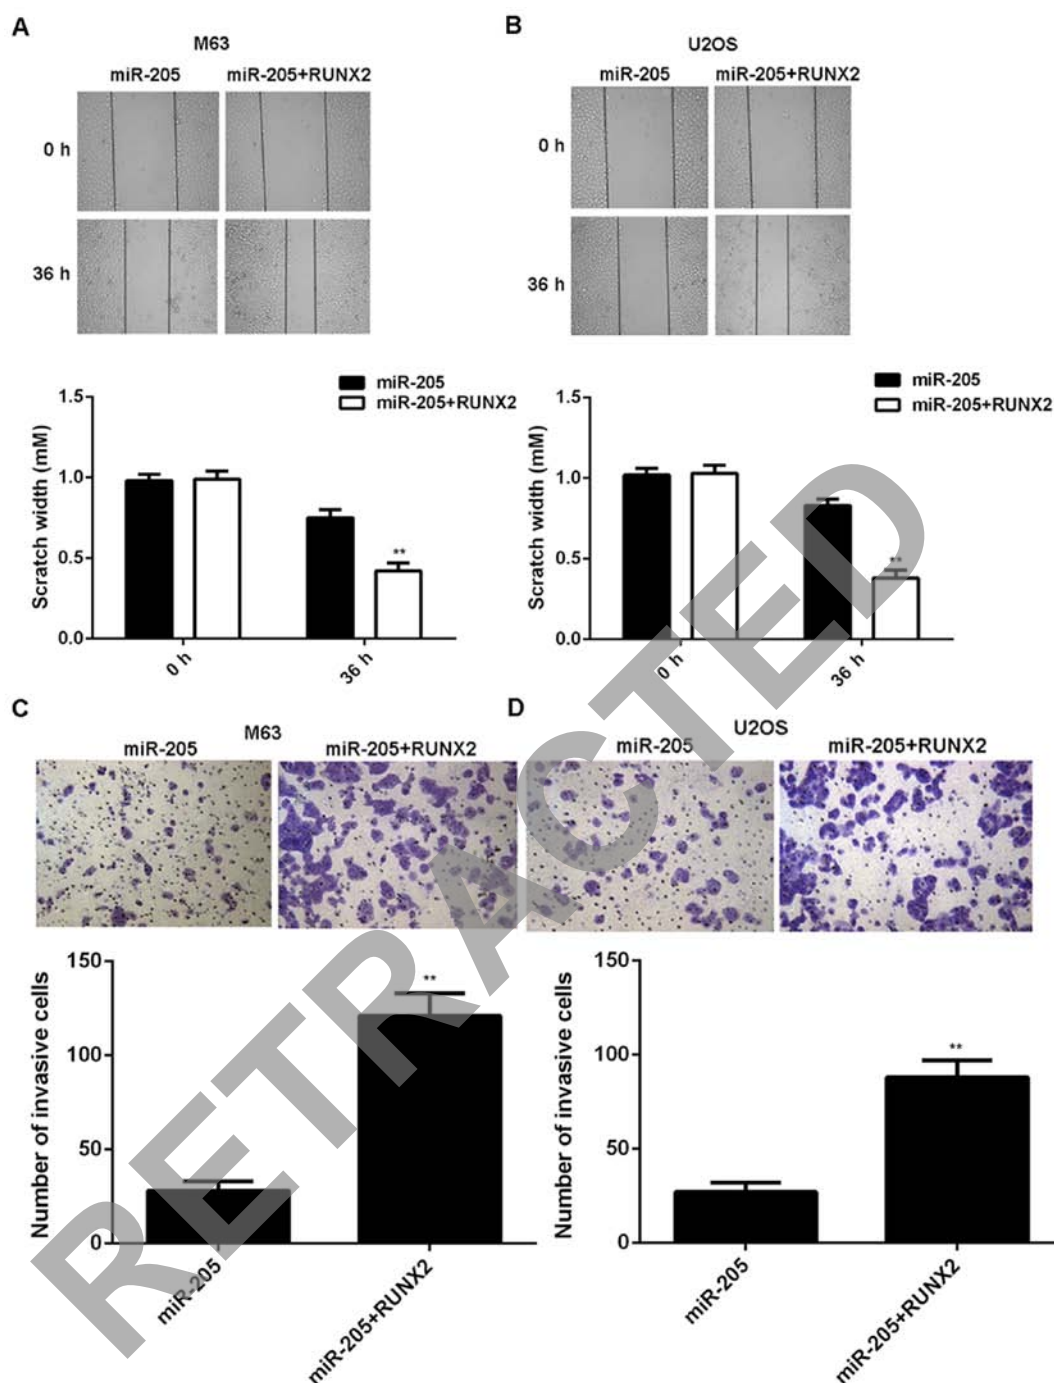 A
M63
miR-205 miR-205+RUNX2
0 h
36 h
miR-205
miR-205+RUNX2
1.5
1.0
0.5
0.0
Scratch width (mM)
**
0 h
36 h
B
U2OS
miR-205 miR-205+RUNX2
0 h
36 h
miR-205
miR-205+RUNX2
1.5
1.0
0.5
0.0
Scratch width (mM)
**
0 h
36 h
C
M63
miR-205 miR-205+RUNX2
150
100
50
0
Number of invasive cells
**
miR-205
miR-205+RUNX2
D
U2OS
miR-205 miR-205+RUNX2
150
100
50
0
Number of invasive cells
**
miR-205
miR-205+RUNX2
RETRACTED